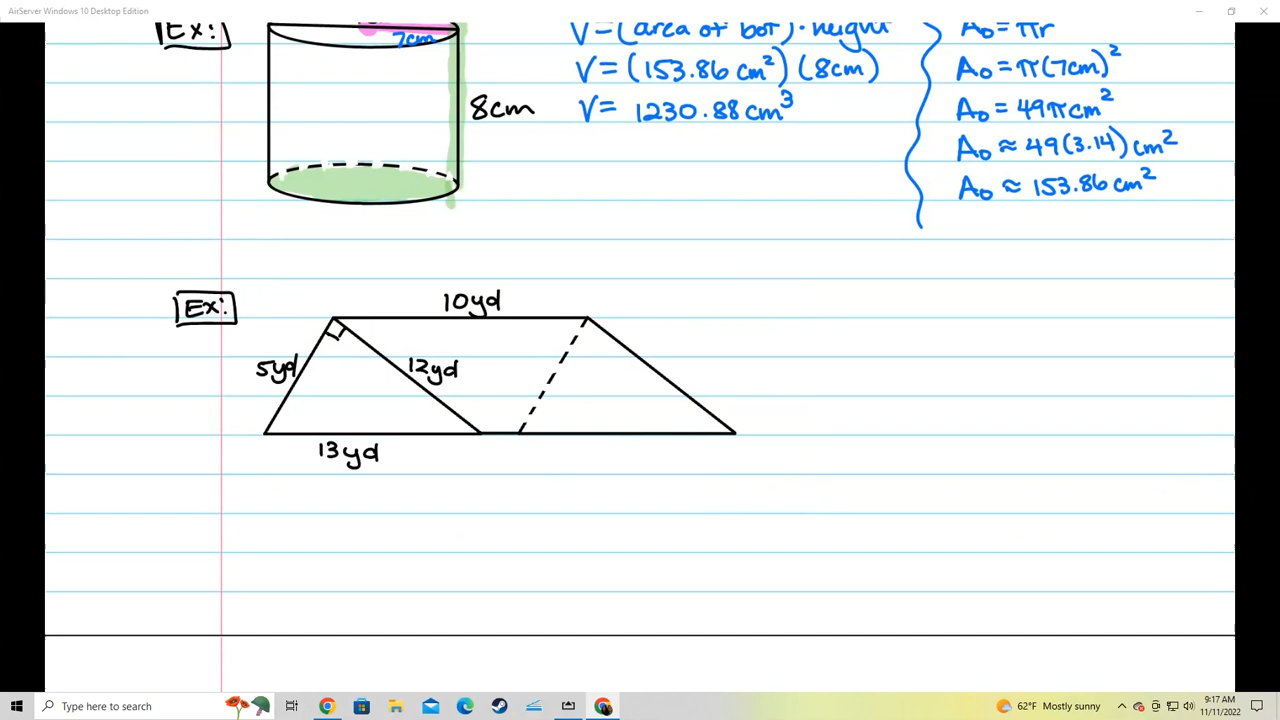 AirServer Windows 10 Desktop Edition
Ex:
7cm
8cm
V = (area of bot) · height
V = (153.86 cm²) (8cm)
V = 1230.88 cm³
A₀ = πr
A₀ = π(7cm)²
A₀ = 49πcm²
A₀ ≈ 49(3.14) cm²
A₀ ≈ 153.86 cm²
Ex:
10yd
5yd
12yd
13yd
Type here to search
62°F Mostly sunny
9:17 AM
11/11/2022